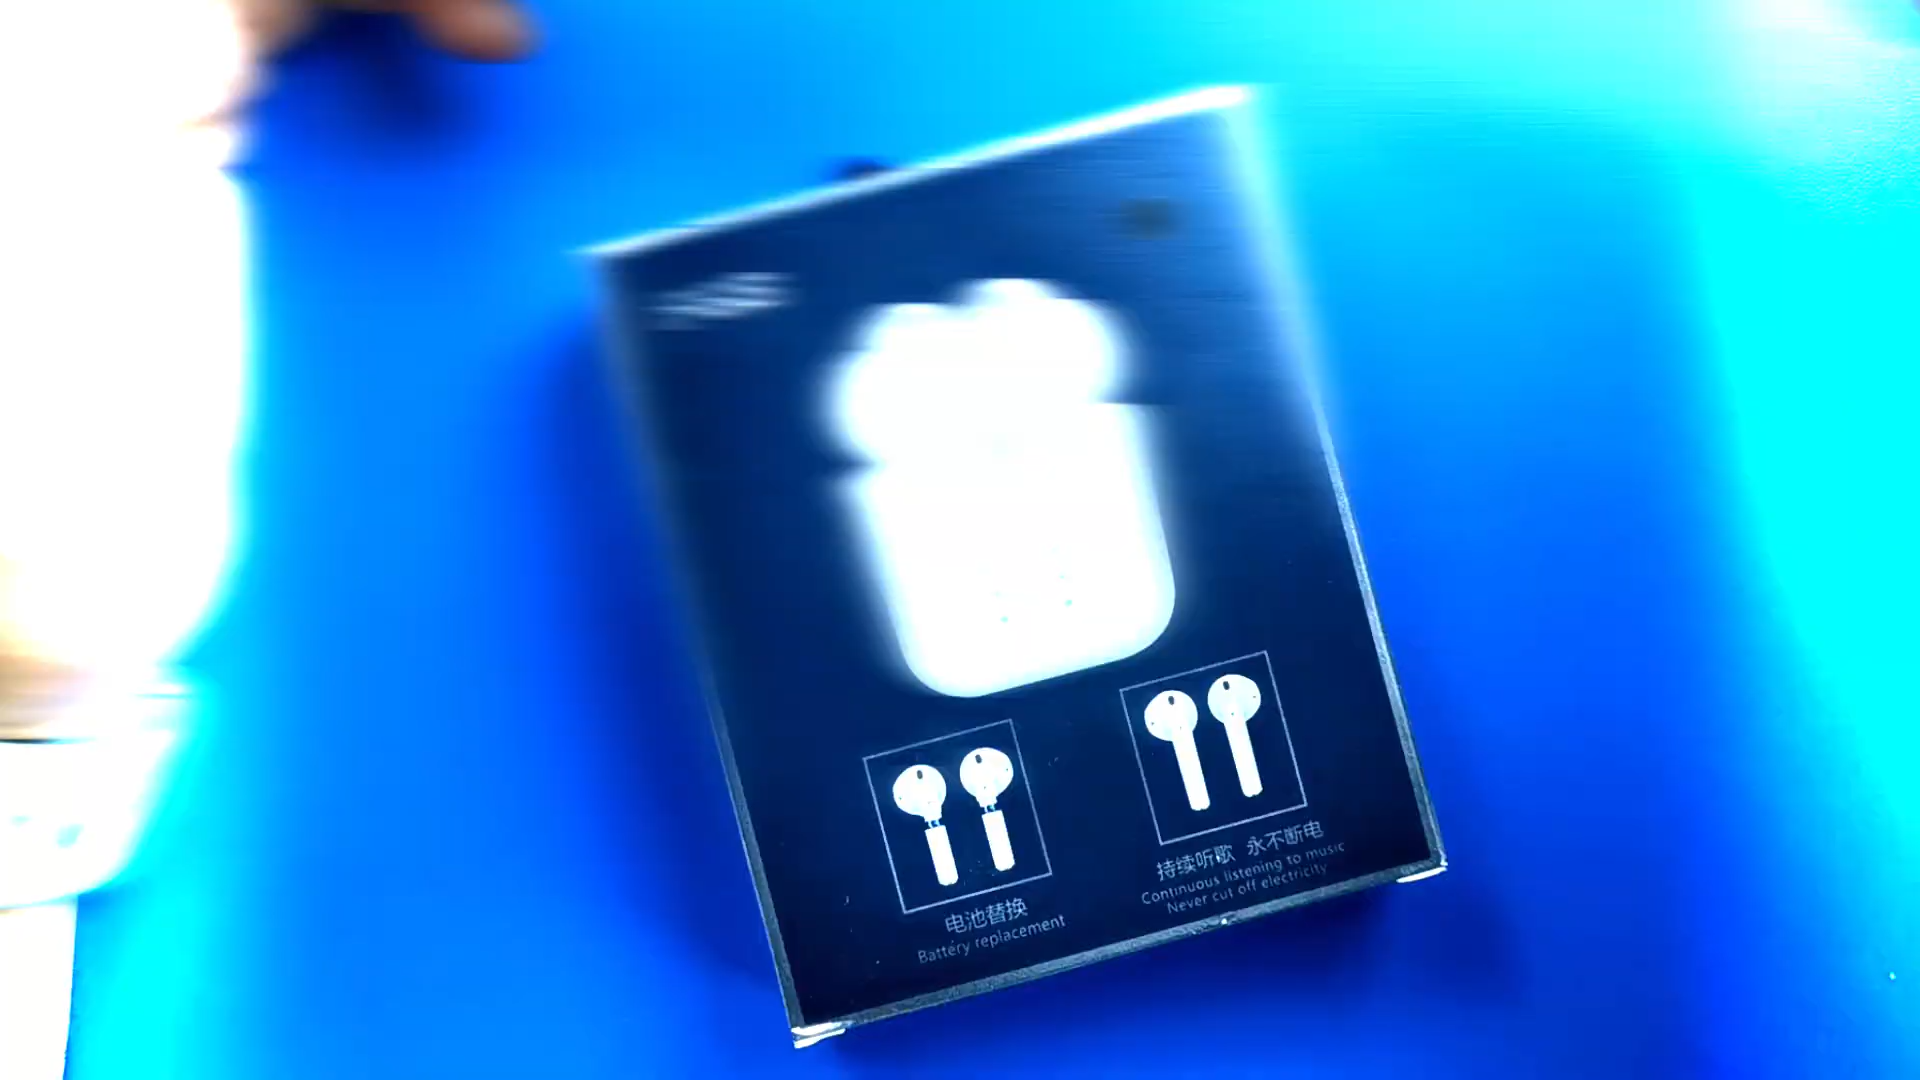 电池替换
Battery replacement
持续听歌 永不断电
Continuous listening to music
Never cut off electricity